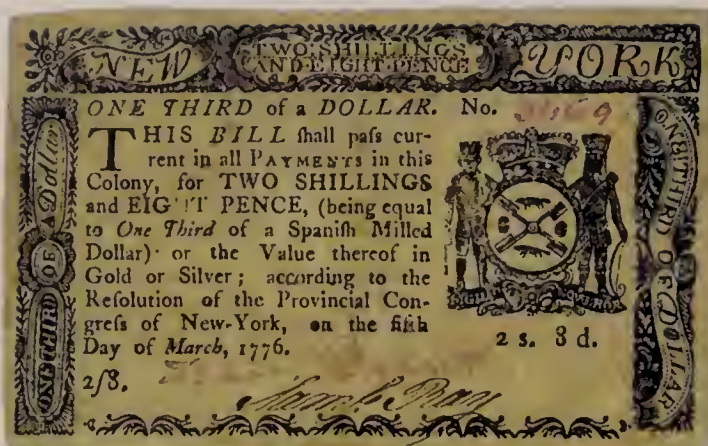 NEW
TWO·SHILLINGS
AND·EIGHT·PENCE
YORK
ONE THIRD of a DOLLAR. No.
THIS BILL ſhall paſs cur-
rent in all PAYMENTS in this
Colony, for TWO SHILLINGS
and EIGHT PENCE, (being equal
to One Third of a Spaniſh Milled
Dollar) or the Value thereof in
Gold or Silver; according to the
Reſolution of the Provincial Con-
greſs of New-York, on the fifth
Day of March, 1776.
2/8.
2 s. 8 d.
ONE THIRD OF A Dollar
ONE THIRD OF A DOLLAR